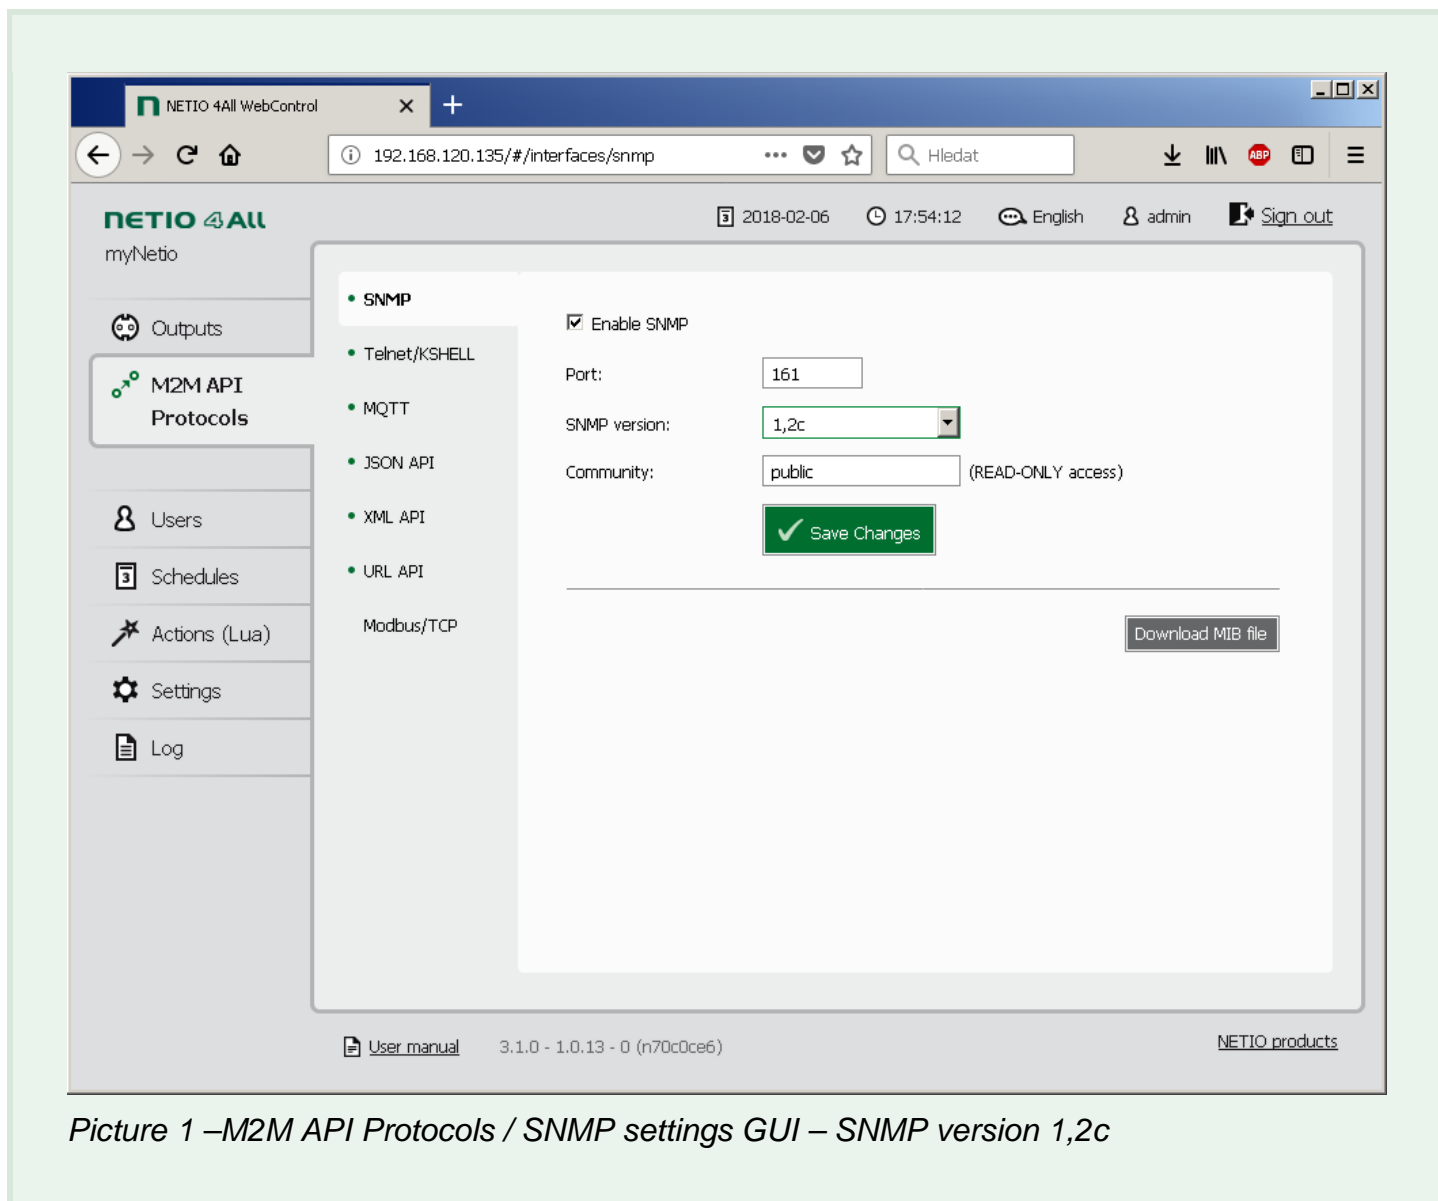 NETIO 4All WebControl
192.168.120.135/#/interfaces/snmp
Hledat
ABP
NETIO 4All
myNetio
3 2018-02-06
17:54:12
English
admin
Sign out
Outputs
M2M API
Protocols
Users
3 Schedules
Actions (Lua)
Settings
Log
SNMP
Telnet/KSHELL
MQTT
JSON API
XML API
URL API
Modbus/TCP
Enable SNMP
Port: 161
SNMP version: 1,2c
Community: public (READ-ONLY access)
Save Changes
Download MIB file
User manual
3.1.0 - 1.0.13 - 0 (n70c0ce6)
NETIO products
Picture 1 –M2M API Protocols / SNMP settings GUI – SNMP version 1,2c